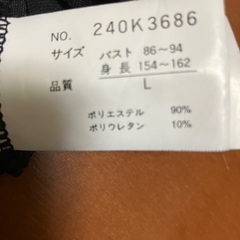 NO. 240K3686
サイズ バスト 86～94
身長 154～162
品質 L
ポリエステル 90%
ポリウレタン 10%